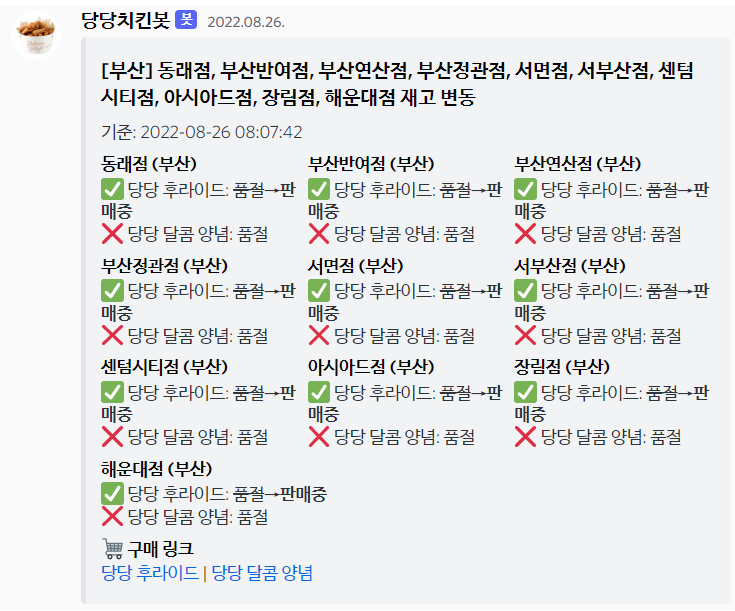 당당치킨봇 봇 2022.08.26.
[부산] 동래점, 부산반여점, 부산연산점, 부산정관점, 서면점, 서부산점, 센텀
시티점, 아시아드점, 장림점, 해운대점 재고 변동
기준: 2022-08-26 08:07:42
동래점 (부산) 부산반여점 (부산) 부산연산점 (부산)
✅ 당당 후라이드: 품절→판 ✅ 당당 후라이드: 품절→판 ✅ 당당 후라이드: 품절→판
매중 매중 매중
❌ 당당 달콤 양념: 품절 ❌ 당당 달콤 양념: 품절 ❌ 당당 달콤 양념: 품절
부산정관점 (부산) 서면점 (부산) 서부산점 (부산)
✅ 당당 후라이드: 품절→판 ✅ 당당 후라이드: 품절→판 ✅ 당당 후라이드: 품절→판
매중 매중 매중
❌ 당당 달콤 양념: 품절 ❌ 당당 달콤 양념: 품절 ❌ 당당 달콤 양념: 품절
센텀시티점 (부산) 아시아드점 (부산) 장림점 (부산)
✅ 당당 후라이드: 품절→판 ✅ 당당 후라이드: 품절→판 ✅ 당당 후라이드: 품절→판
매중 매중 매중
❌ 당당 달콤 양념: 품절 ❌ 당당 달콤 양념: 품절 ❌ 당당 달콤 양념: 품절
해운대점 (부산)
✅ 당당 후라이드: 품절→판매중
❌ 당당 달콤 양념: 품절
🛒 구매 링크
당당 후라이드 | 당당 달콤 양념